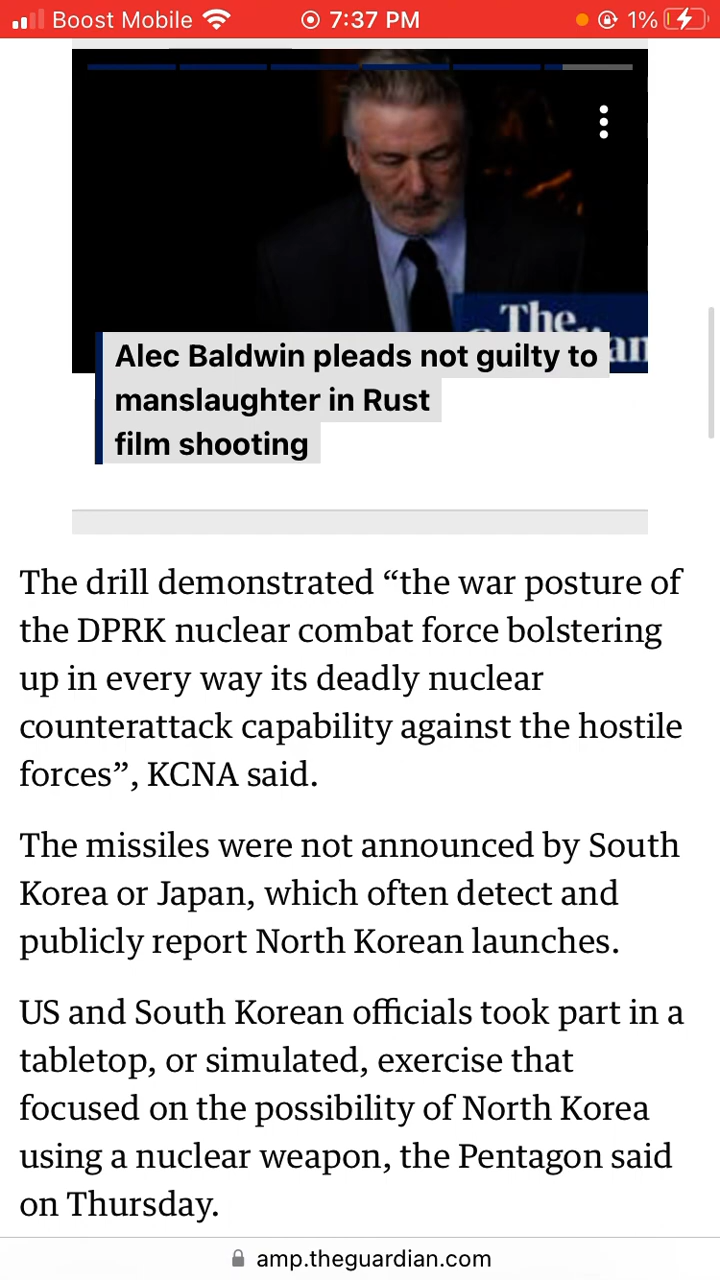 Boost Mobile 7:37 PM 1%
The
an
Alec Baldwin pleads not guilty to
manslaughter in Rust
film shooting
The drill demonstrated “the war posture of
the DPRK nuclear combat force bolstering
up in every way its deadly nuclear
counterattack capability against the hostile
forces”, KCNA said.
The missiles were not announced by South
Korea or Japan, which often detect and
publicly report North Korean launches.
US and South Korean officials took part in a
tabletop, or simulated, exercise that
focused on the possibility of North Korea
using a nuclear weapon, the Pentagon said
on Thursday.
amp.theguardian.com